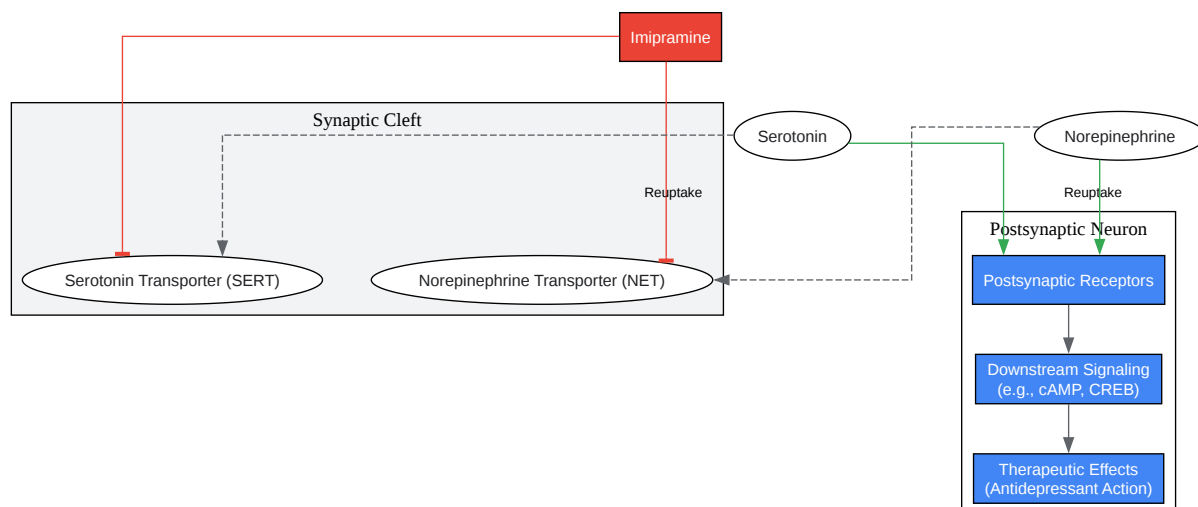 Imipramine
Synaptic Cleft
Serotonin
Norepinephrine
Reuptake
Reuptake
Postsynaptic Neuron
Serotonin Transporter (SERT)
Norepinephrine Transporter (NET)
Postsynaptic Receptors
Downstream Signaling
(e.g., cAMP, CREB)
Therapeutic Effects
(Antidepressant Action)